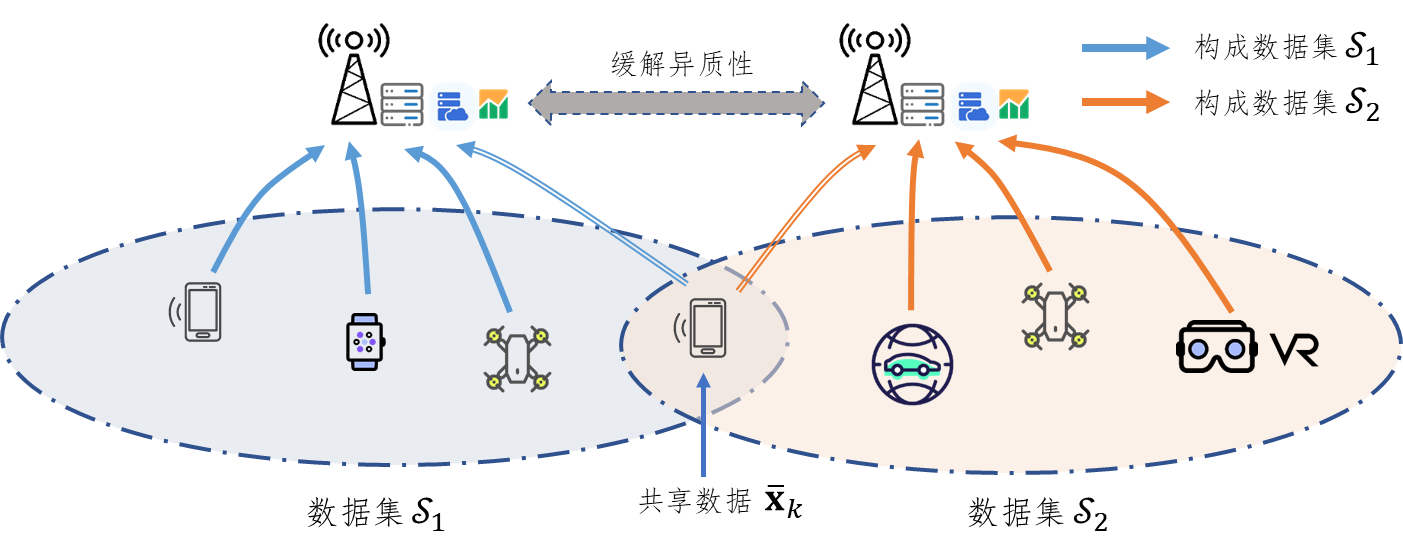 缓解异质性
构成数据集 𝒮₁
构成数据集 𝒮₂
VR
数据集 𝒮₁
共享数据 x̄ₖ
数据集 𝒮₂